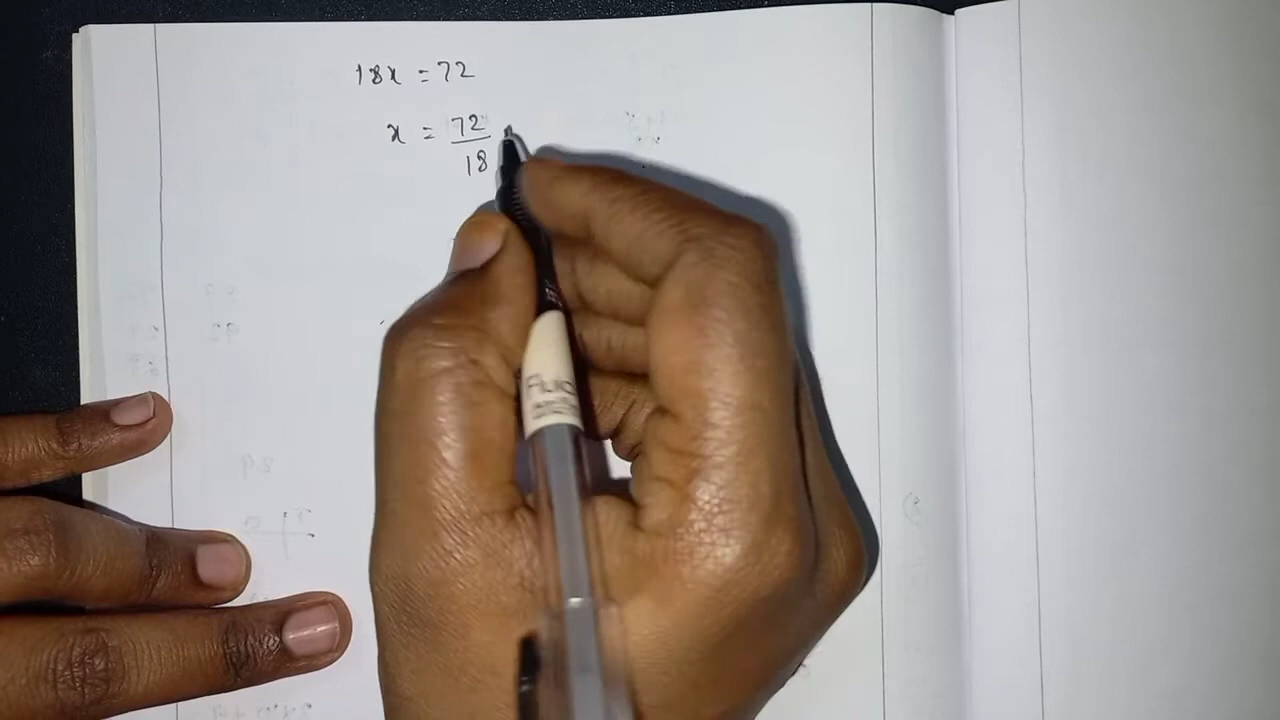 18x = 72
x = 72/18